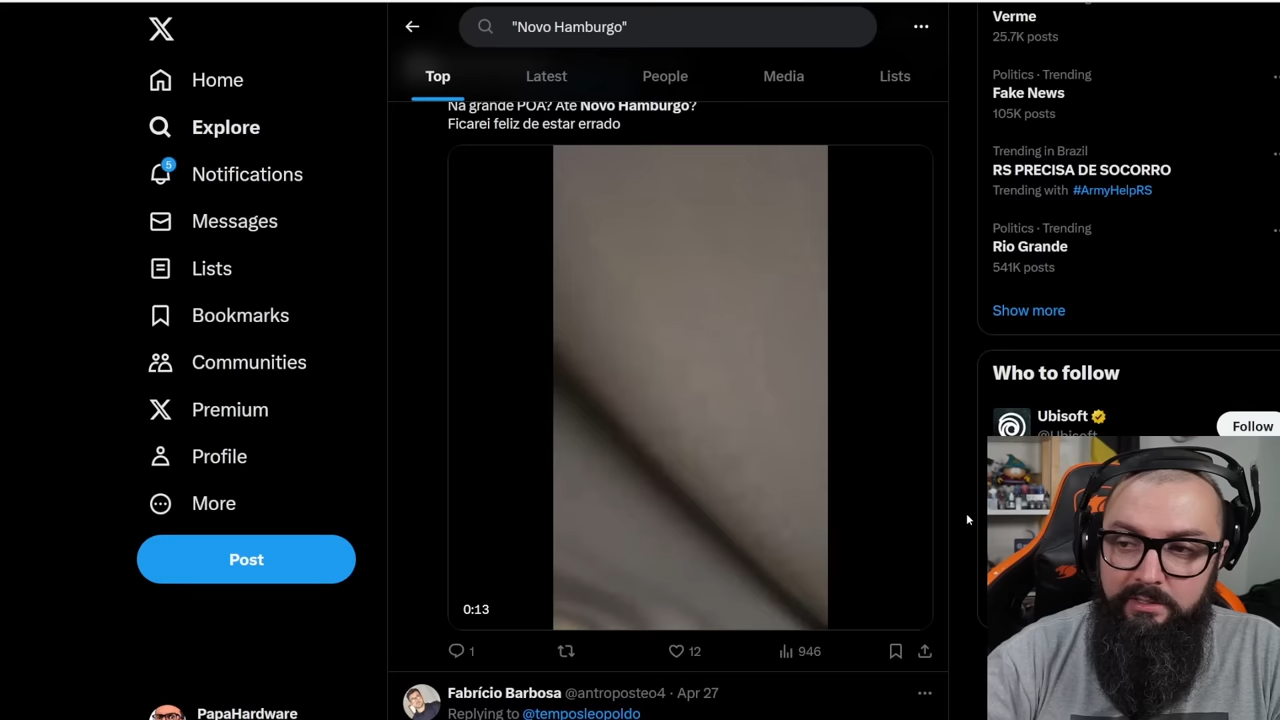 "Novo Hamburgo"
Top
Latest
People
Media
Lists
Home
Explore
5
Notifications
Messages
Lists
Bookmarks
Communities
Premium
Profile
More
Post
PapaHardware
Na grande POA? Até Novo Hamburgo?
Ficarei feliz de estar errado
0:13
1
12
946
Fabrício Barbosa @antroposteo4 · Apr 27
Replying to @temposleopoldo
Verme
25.7K posts
Politics · Trending
Fake News
105K posts
Trending in Brazil
RS PRECISA DE SOCORRO
Trending with #ArmyHelpRS
Politics · Trending
Rio Grande
541K posts
Show more
Who to follow
Ubisoft
@Ubisoft
Follow